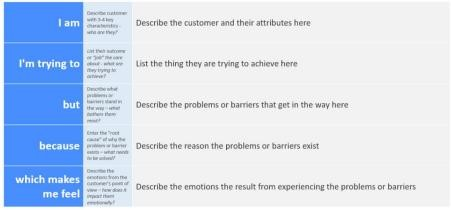 I am
Describe customer
with 3-4 key
characteristics -
who are they?
Describe the customer and their attributes here
I'm trying to
List their outcome
or "job" the care
about - what are
they trying to
achieve?
List the thing they are trying to achieve here
but
Describe what
problems or
barriers stand in
the way – what
bothers them
most?
Describe the problems or barriers that get in the way here
because
Enter the "root
cause" of why the
problem or barrier
exists – what needs
to be solved?
Describe the reason the problems or barriers exist
which makes
me feel
Describe the
emotions from the
customer's point of
view – how does it
impact them
emotionally?
Describe the emotions the result from experiencing the problems or barriers